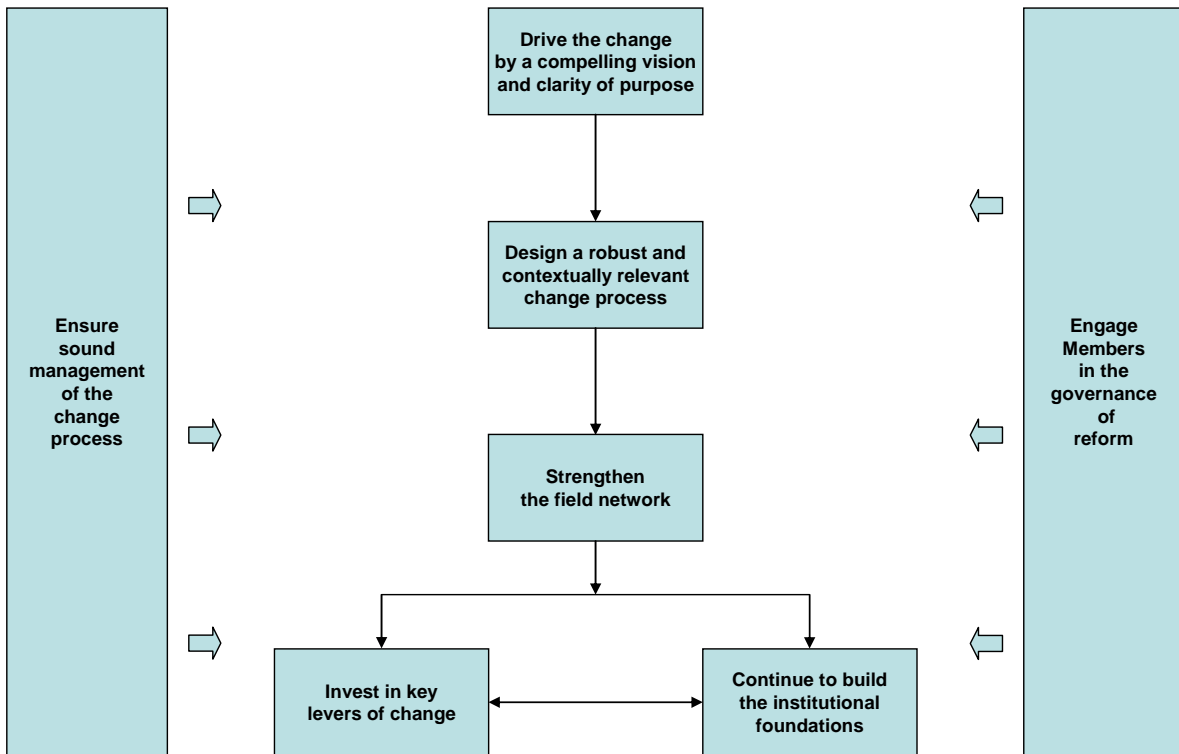 Drive the change
by a compelling vision
and clarity of purpose
Design a robust and
contextually relevant
change process
Ensure
sound
management
of the
change
process
Engage
Members
in the
governance
of
reform
Strengthen
the field network
Invest in key
levers of change
Continue to build
the institutional
foundations